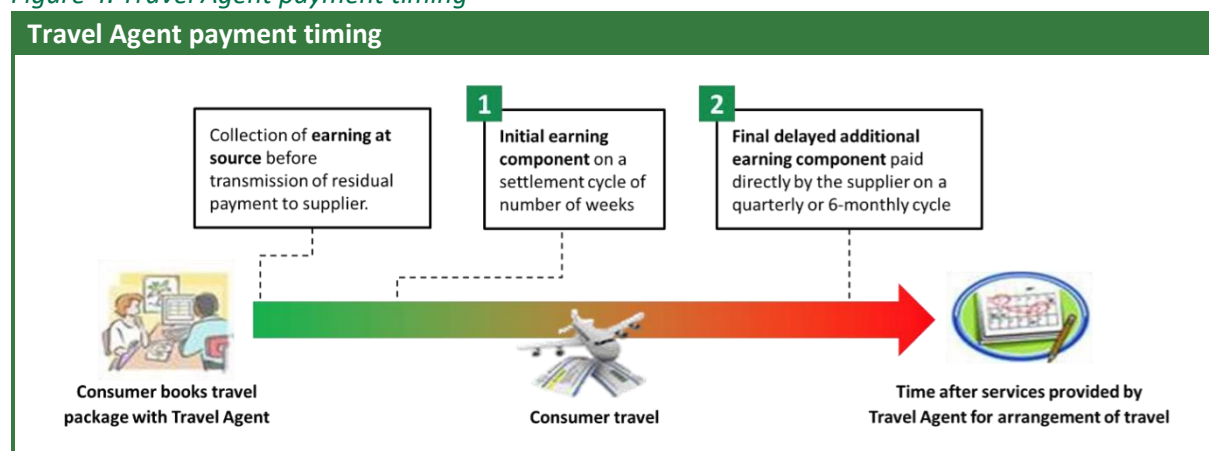 Figure 4: Travel Agent payment timing
Travel Agent payment timing
Collection of earning at
source before
transmission of residual
payment to supplier.
1
Initial earning
component on a
settlement cycle of
number of weeks
2
Final delayed additional
earning component paid
directly by the supplier on a
quarterly or 6-monthly cycle
Consumer books travel
package with Travel Agent
Consumer travel
Time after services provided by
Travel Agent for arrangement of travel